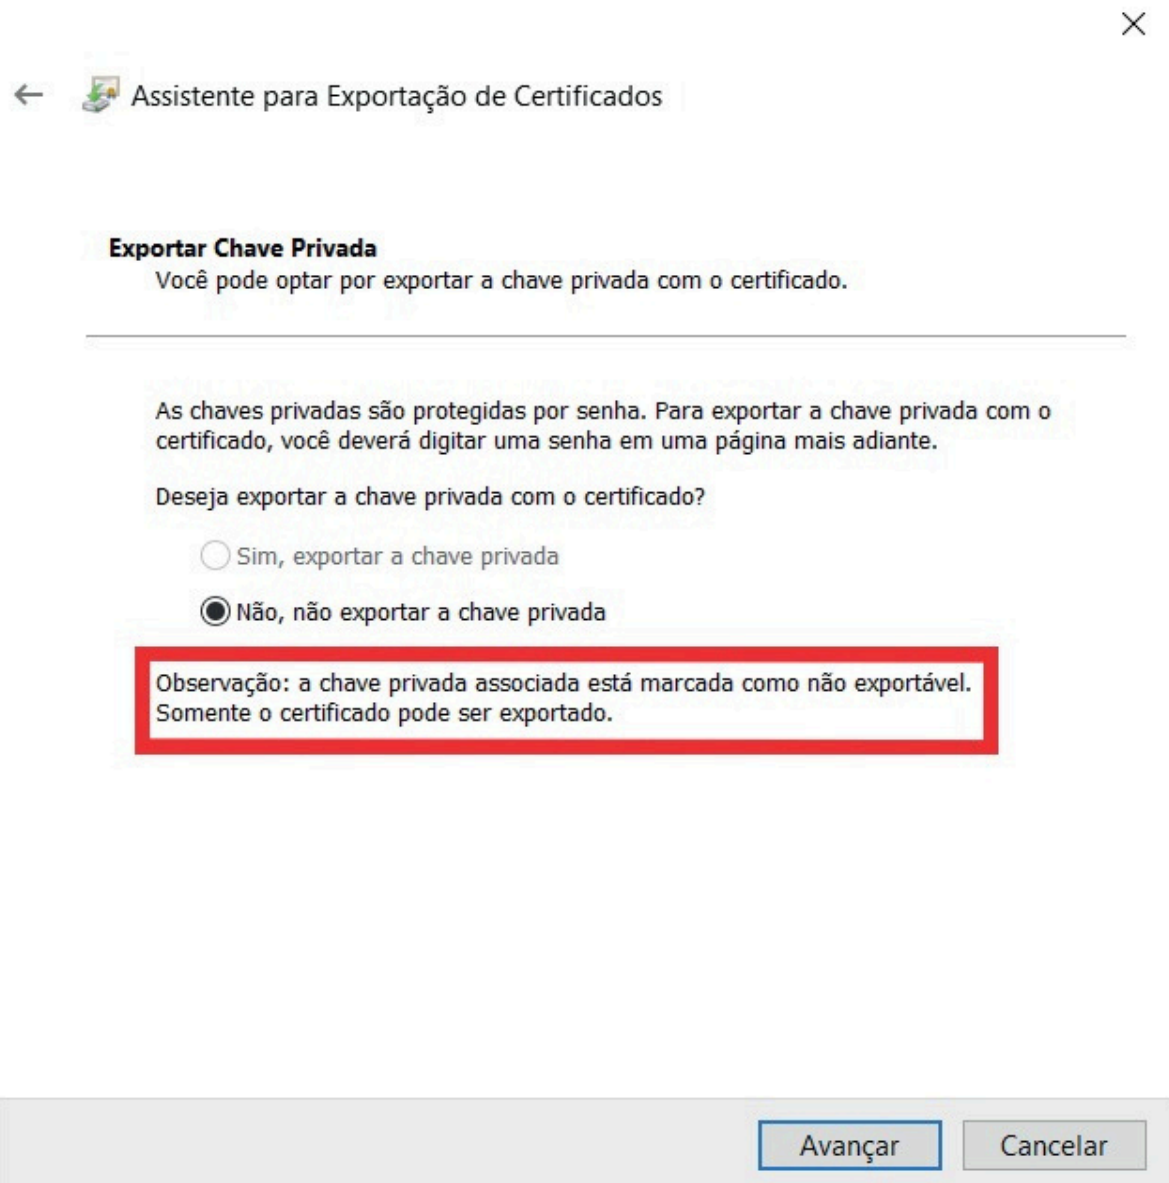 Assistente para Exportação de Certificados
Exportar Chave Privada
Você pode optar por exportar a chave privada com o certificado.
As chaves privadas são protegidas por senha. Para exportar a chave privada com o
certificado, você deverá digitar uma senha em uma página mais adiante.
Deseja exportar a chave privada com o certificado?
Sim, exportar a chave privada
Não, não exportar a chave privada
Observação: a chave privada associada está marcada como não exportável.
Somente o certificado pode ser exportado.
Avançar
Cancelar